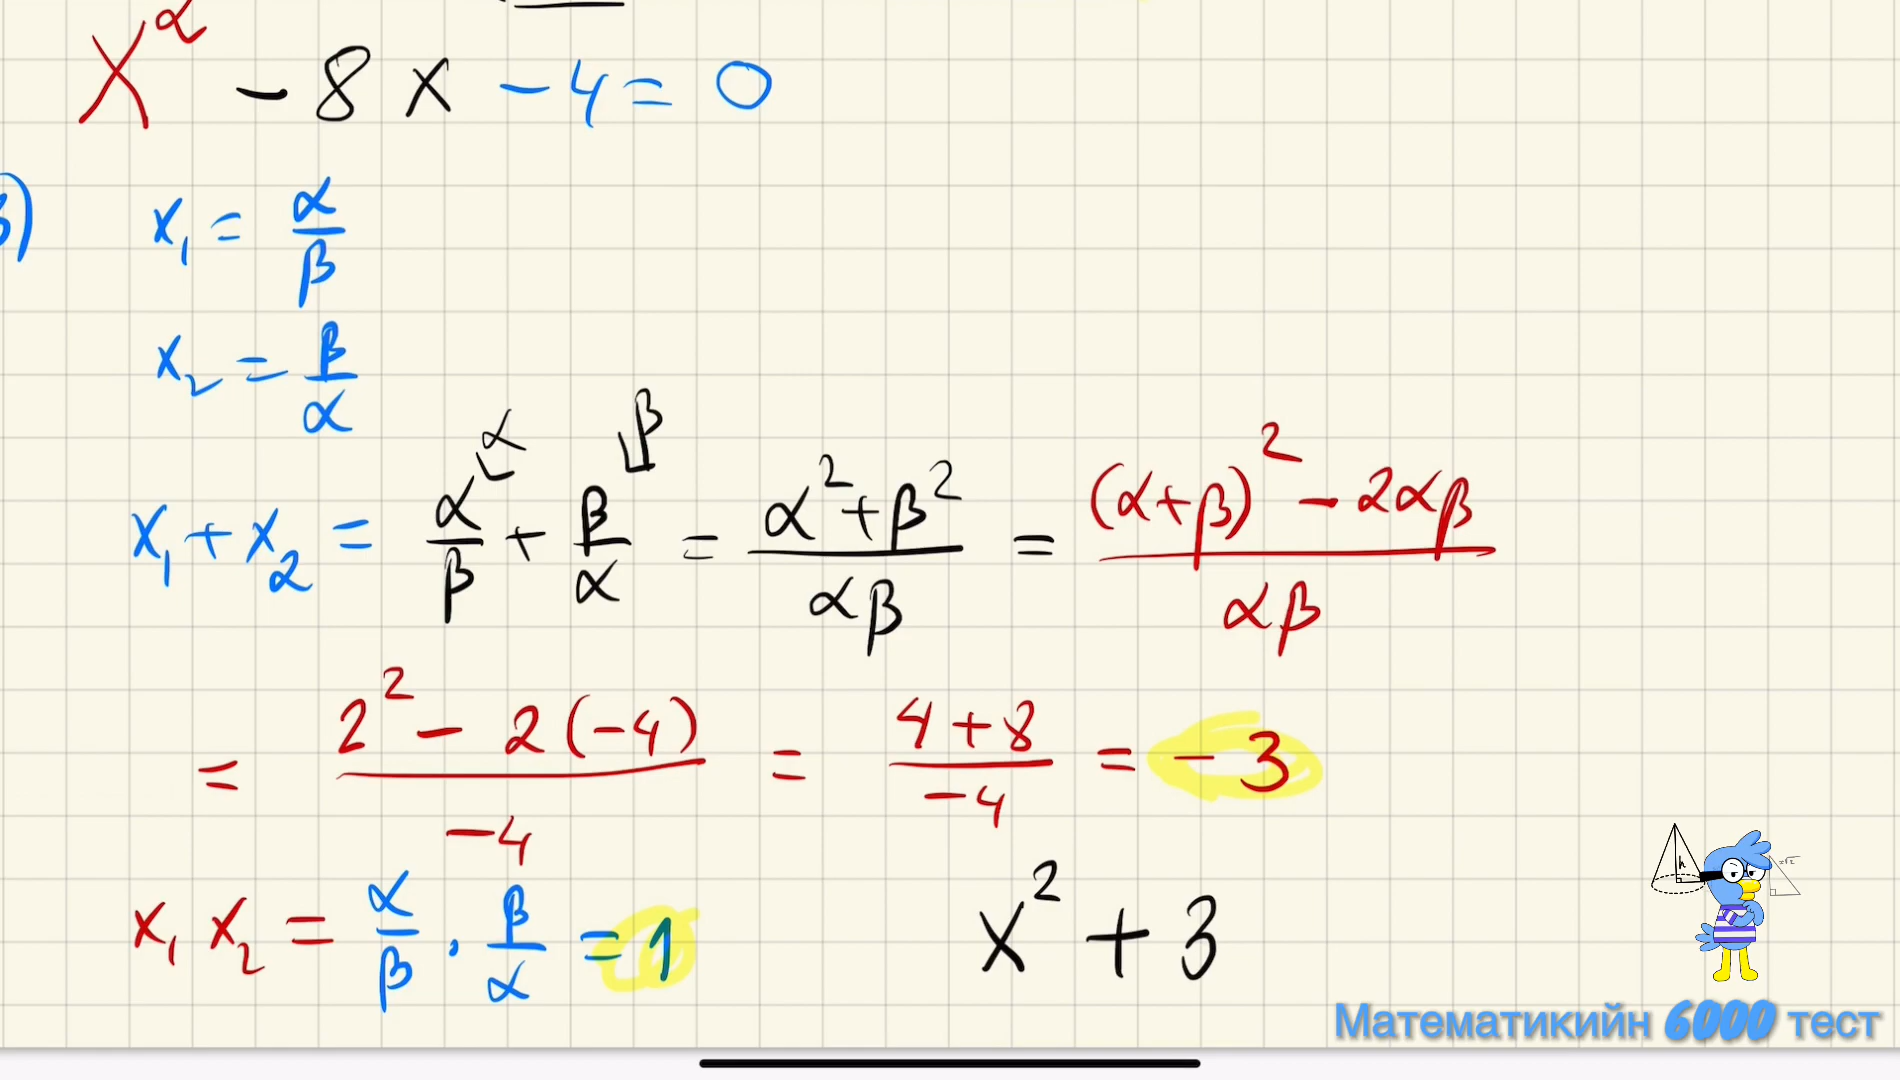 x² - 8x - 4 = 0
x₁ = α/β
x₂ = β/α
α β
x₁ + x₂ = α/β + β/α = (α² + β²)/(αβ) = ((α+β)² - 2αβ)/(αβ)
= (2² - 2(-4))/(-4) = (4 + 8)/(-4) = -3
x₁ x₂ = α/β · β/α = 1
x² + 3
h
Математикийн 6000 тест